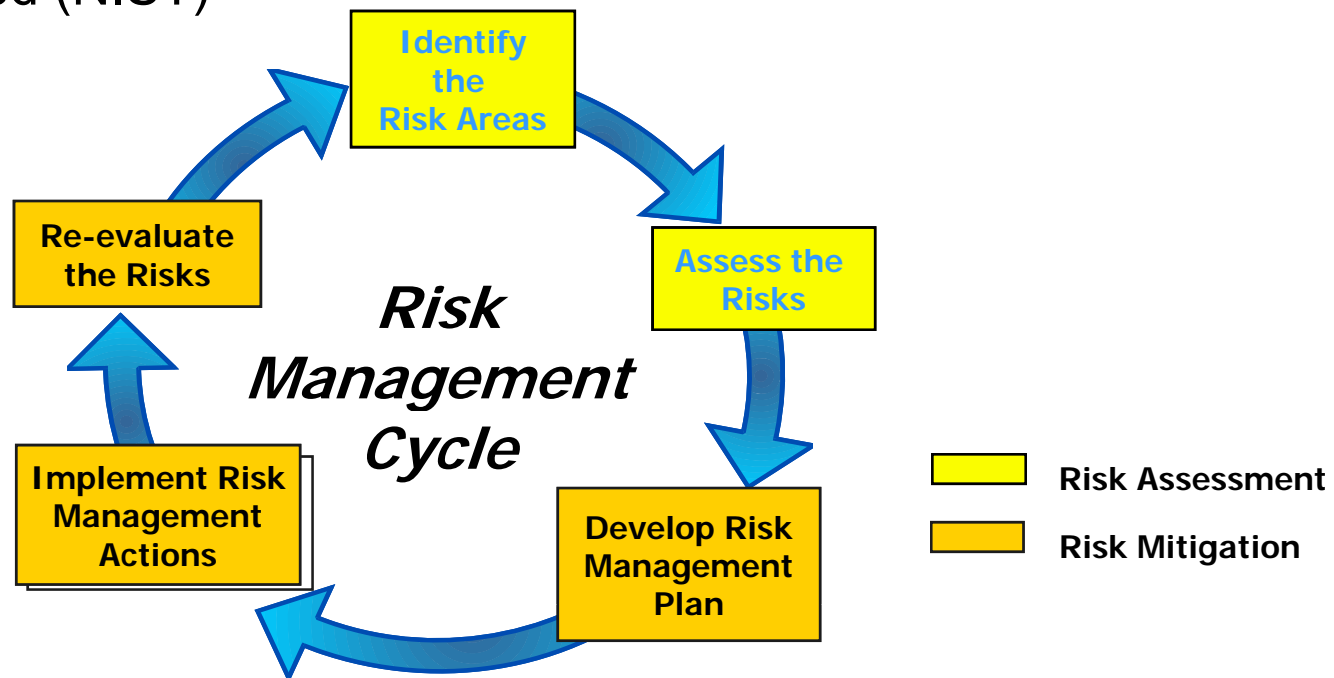 (NIST)
Identify
the
Risk Areas
Assess the
Risks
Develop Risk
Management
Plan
Implement Risk
Management
Actions
Re-evaluate
the Risks
Risk
Management
Cycle
Risk Assessment
Risk Mitigation